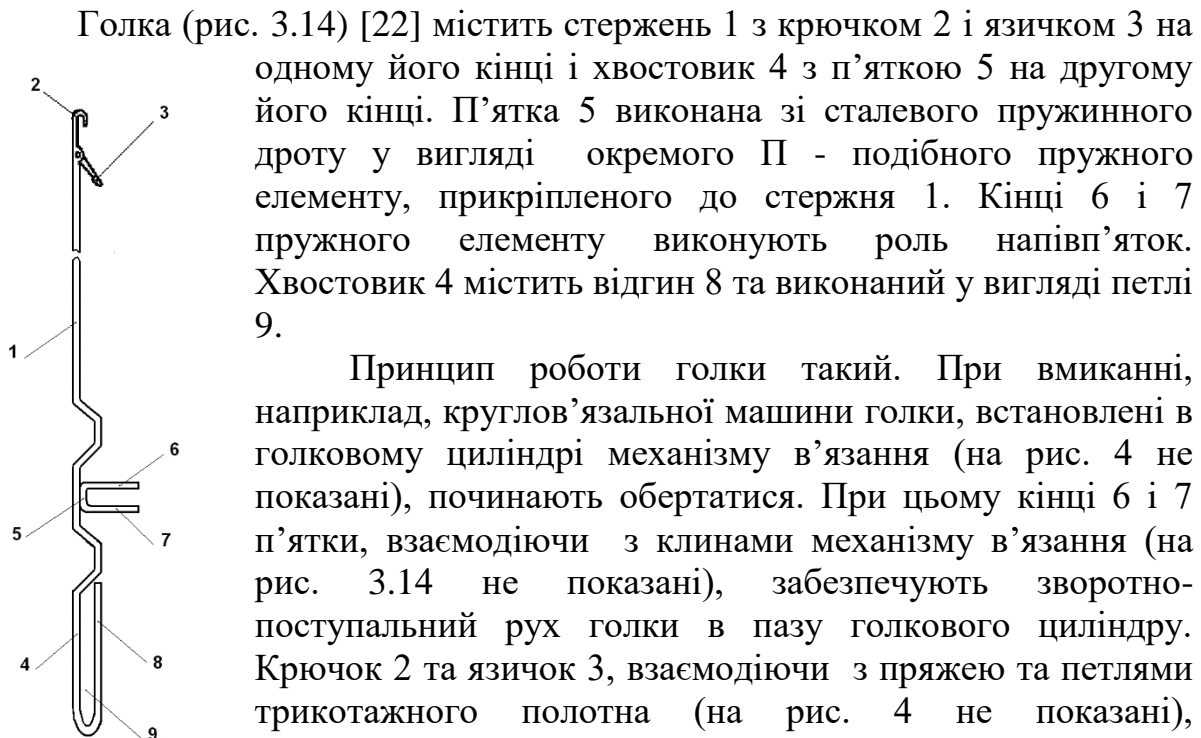 Голка (рис. 3.14) [22] містить стержень 1 з крючком 2 і язичком 3 на
одному його кінці і хвостовик 4 з п’яткою 5 на другому
його кінці. П’ятка 5 виконана зі сталевого пружинного
дроту у вигляді окремого П - подібного пружного
елементу, прикріпленого до стержня 1. Кінці 6 і 7
пружного елементу виконують роль напівп’яток.
Хвостовик 4 містить відгин 8 та виконаний у вигляді петлі
9.
Принцип роботи голки такий. При вмиканні,
наприклад, круглов’язальної машини голки, встановлені в
голковому циліндрі механізму в’язання (на рис. 4 не
показані), починають обертатися. При цьому кінці 6 і 7
п’ятки, взаємодіючи з клинами механізму в’язання (на
рис. 3.14 не показані), забезпечують зворотно-
поступальний рух голки в пазу голкового циліндру.
Крючок 2 та язичок 3, взаємодіючи з пряжею та петлями
трикотажного полотна (на рис. 4 не показані),
2
3
1
6
5
7
4
8
9